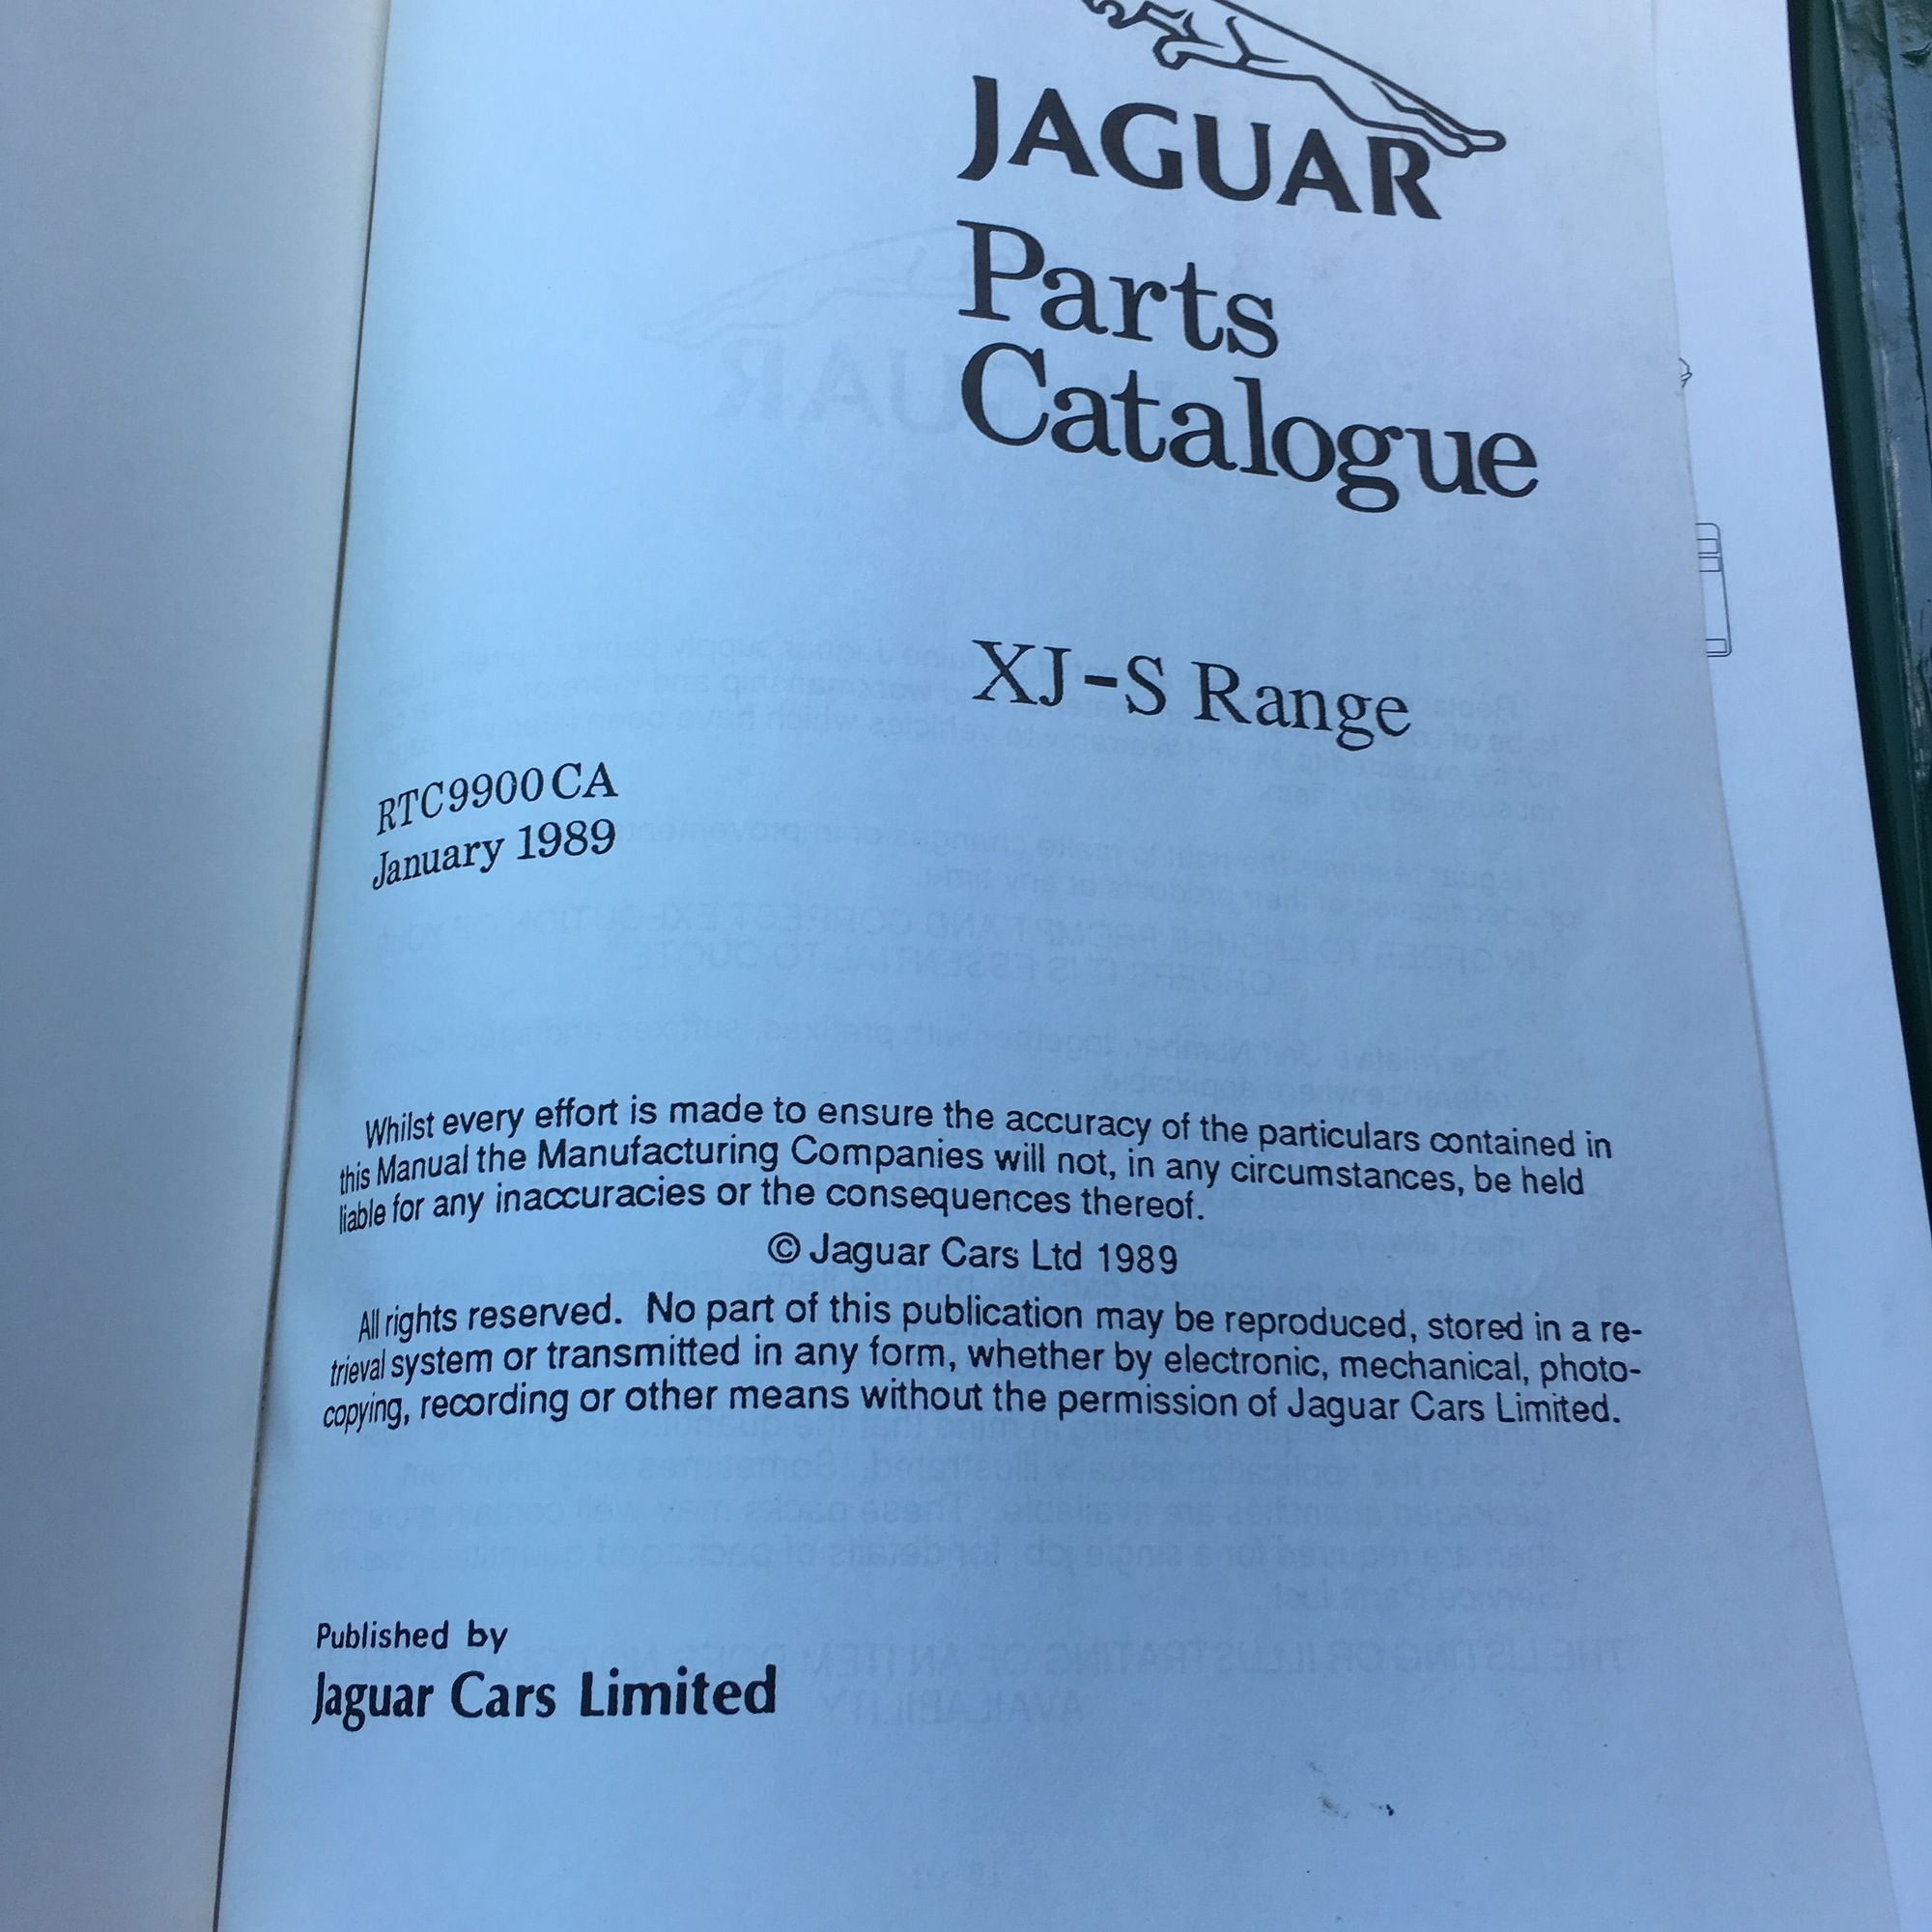 JAGUAR
Parts
Catalogue
XJ-S Range
RTC9900CA
January 1989
Whilst every effort is made to ensure the accuracy of the particulars contained in
this Manual the Manufacturing Companies will not, in any circumstances, be held
liable for any inaccuracies or the consequences thereof.
© Jaguar Cars Ltd 1989
All rights reserved. No part of this publication may be reproduced, stored in a re-
trieval system or transmitted in any form, whether by electronic, mechanical, photo-
copying, recording or other means without the permission of Jaguar Cars Limited.
Published by
Jaguar Cars Limited